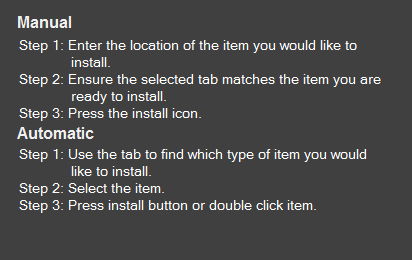 Manual
Step 1: Enter the location of the item you would like to
install.
Step 2: Ensure the selected tab matches the item you are
ready to install.
Step 3: Press the install icon.
Automatic
Step 1: Use the tab to find which type of item you would
like to install.
Step 2: Select the item.
Step 3: Press install button or double click item.